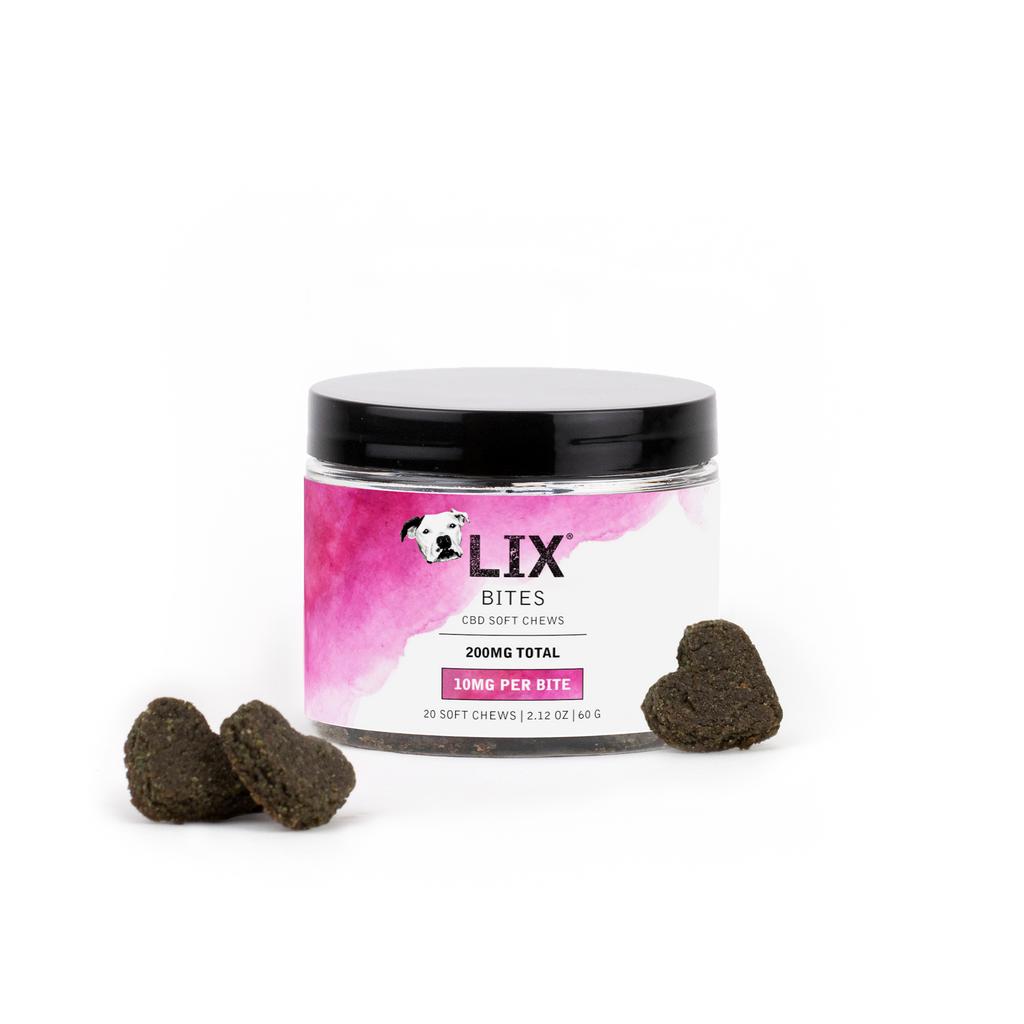 LIX®
BITES
CBD SOFT CHEWS
200MG TOTAL
10MG PER BITE
20 SOFT CHEWS | 2.12 OZ | 60 G